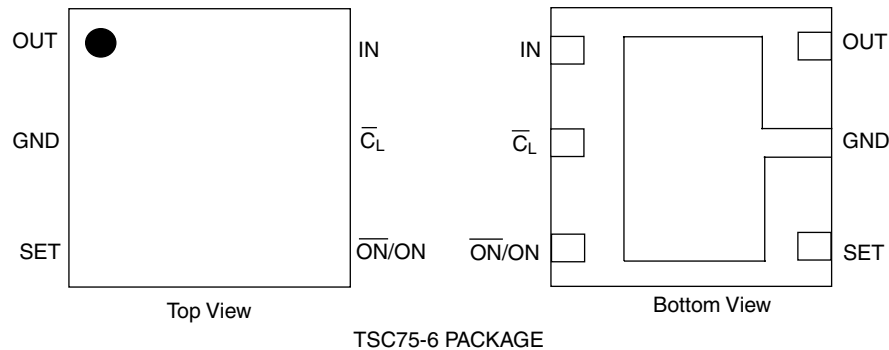 OUT
IN
GND
C̅L
SET
O̅N̅/ON
Top View
IN
OUT
C̅L
GND
O̅N̅/ON
SET
Bottom View
TSC75-6 PACKAGE